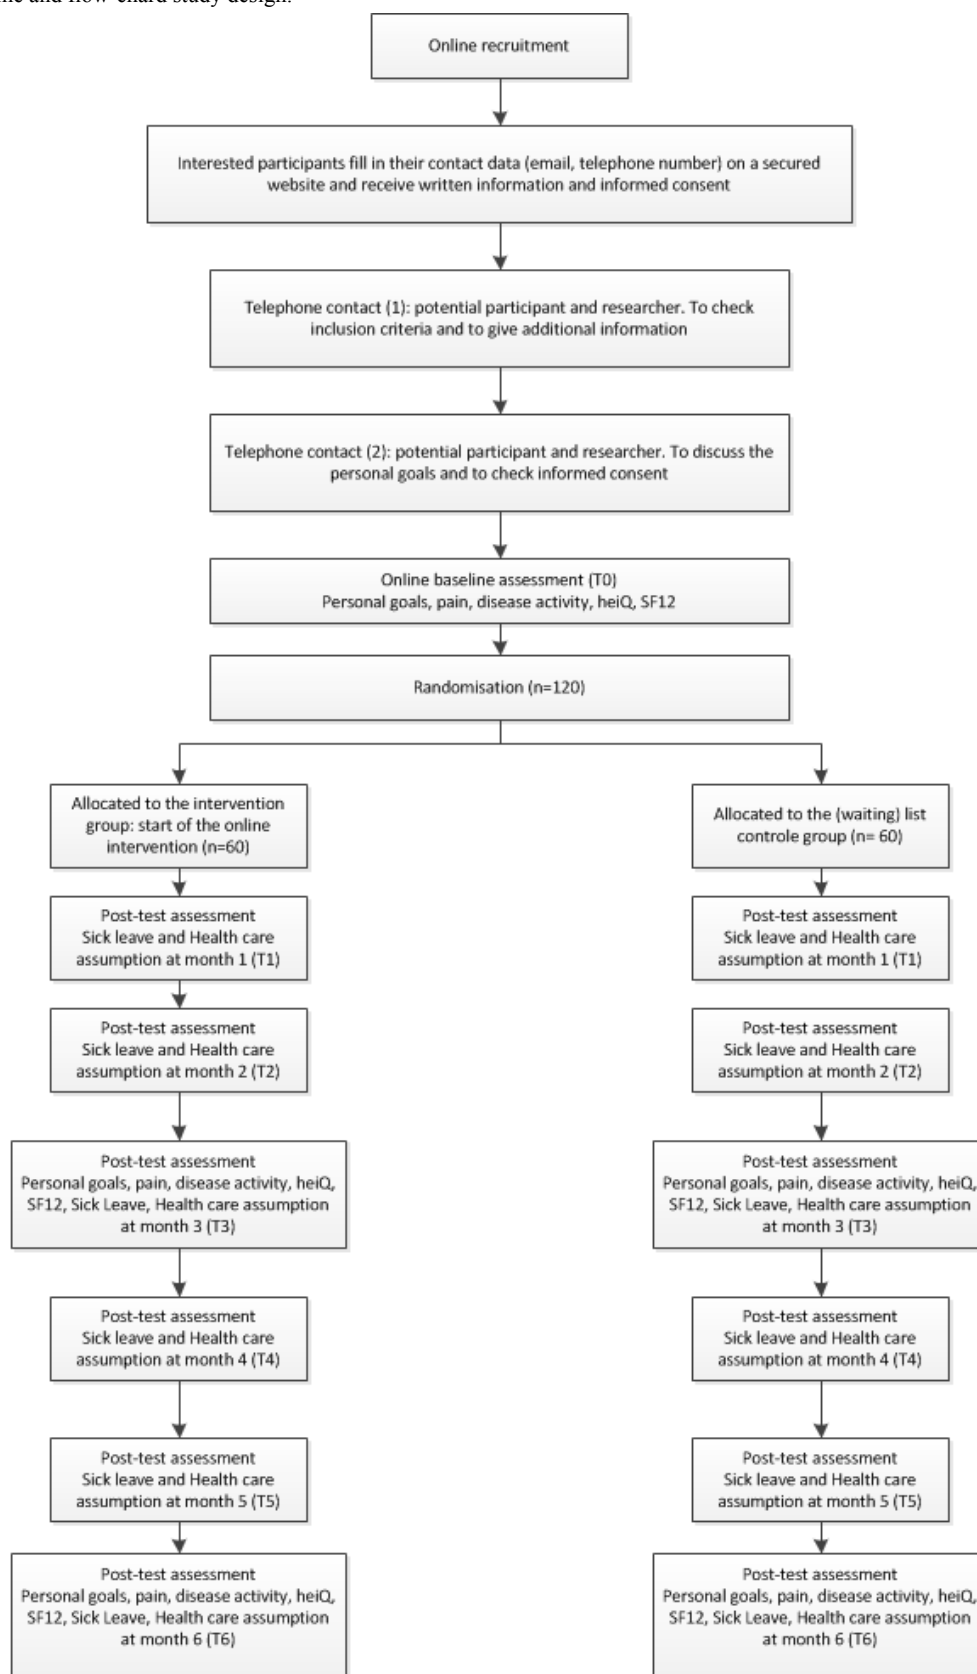 and flow-chard study design.
Online recruitment
Interested participants fill in their contact data (email, telephone number) on a secured
website and receive written information and informed consent
Telephone contact (1): potential participant and researcher. To check
inclusion criteria and to give additional information
Telephone contact (2): potential participant and researcher. To discuss the
personal goals and to check informed consent
Online baseline assessment (T0)
Personal goals, pain, disease activity, heiQ, SF12
Randomisation (n=120)
Allocated to the intervention
group: start of the online
intervention (n=60)
Allocated to the (waiting) list
controle group (n= 60)
Post-test assessment
Sick leave and Health care
assumption at month 1 (T1)
Post-test assessment
Sick leave and Health care
assumption at month 1 (T1)
Post-test assessment
Sick leave and Health care
assumption at month 2 (T2)
Post-test assessment
Sick leave and Health care
assumption at month 2 (T2)
Post-test assessment
Personal goals, pain, disease activity, heiQ,
SF12, Sick Leave, Health care assumption
at month 3 (T3)
Post-test assessment
Personal goals, pain, disease activity, heiQ,
SF12, Sick Leave, Health care assumption
at month 3 (T3)
Post-test assessment
Sick leave and Health care
assumption at month 4 (T4)
Post-test assessment
Sick leave and Health care
assumption at month 4 (T4)
Post-test assessment
Sick leave and Health care
assumption at month 5 (T5)
Post-test assessment
Sick leave and Health care
assumption at month 5 (T5)
Post-test assessment
Personal goals, pain, disease activity, heiQ,
SF12, Sick Leave, Health care assumption
at month 6 (T6)
Post-test assessment
Personal goals, pain, disease activity, heiQ,
SF12, Sick Leave, Health care assumption
at month 6 (T6)